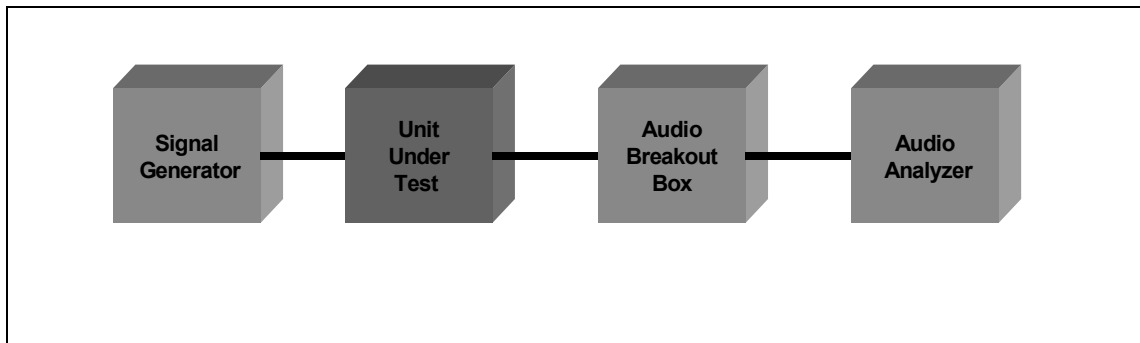 Signal
Generator
Unit
Under
Test
Audio
Breakout
Box
Audio
Analyzer